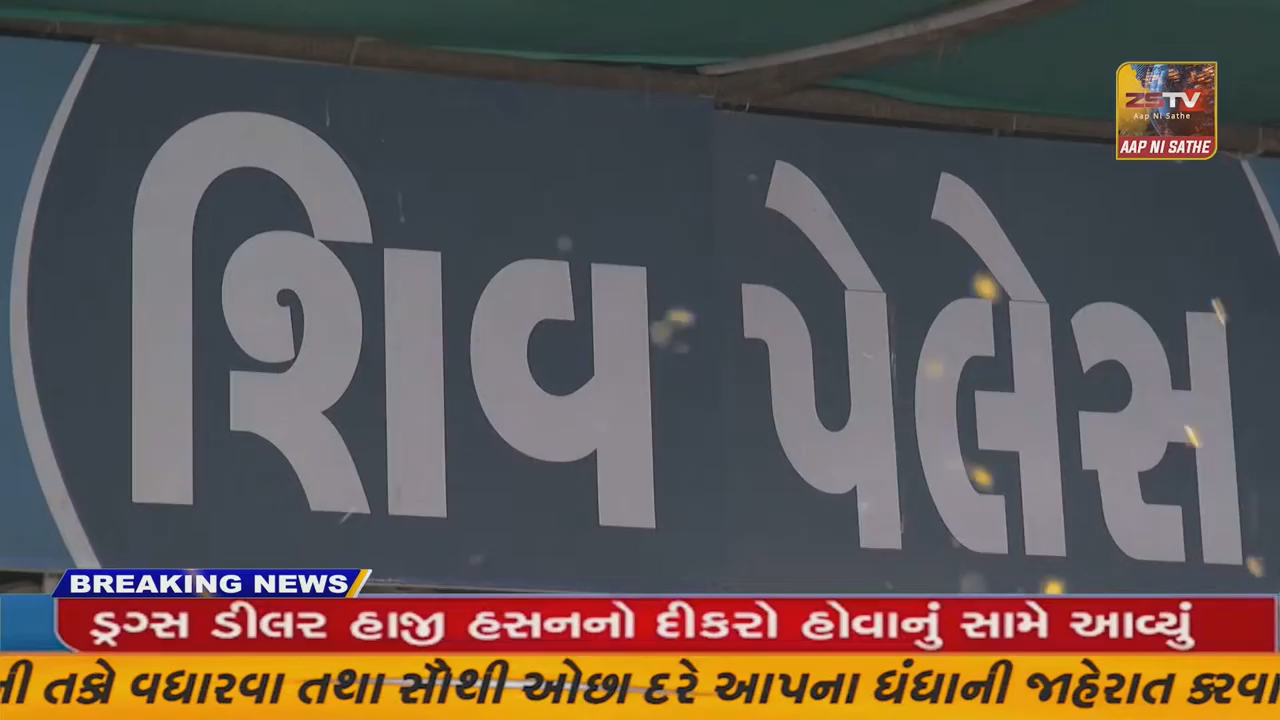 ZSTV
Aap Ni Sathe
AAP NI SATHE
શિવ પેલેસ
BREAKING NEWS
ડ્રગ્સ ડીલર હાજી હસનનો દીકરો હોવાનું સામે આવ્યું
વધારવા તથા સૌથી ઓછા દરે આપના ધંધાની જાહેરાત કરવા